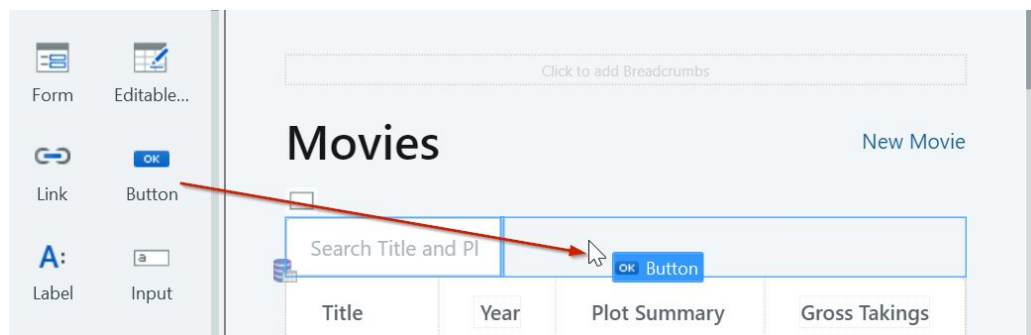 Form Editable...
Link OK Button
A: Label a Input
Click to add Breadcrumbs
Movies
New Movie
Search Title and Pl
OK Button
Title Year Plot Summary Gross Takings